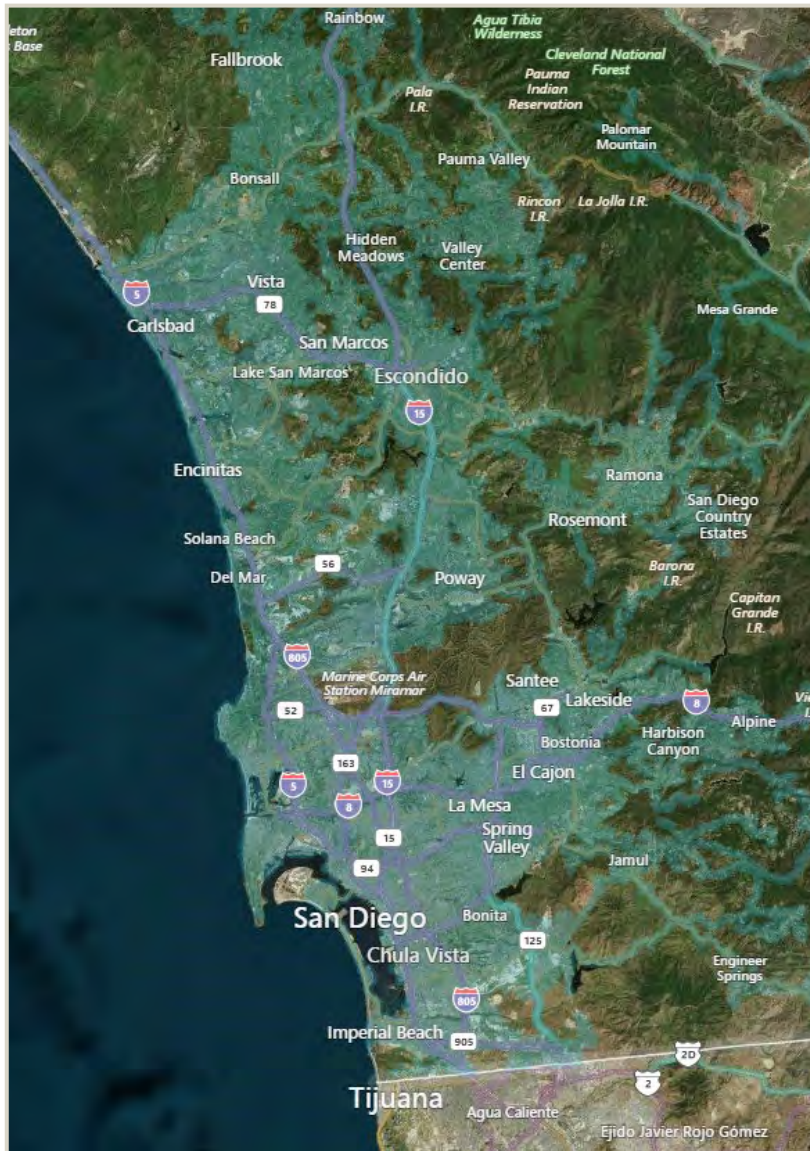 Rainbow
Agua Tibia
Wilderness
s Base
Fallbrook
Cleveland National
Forest
Pauma
Indian
Reservation
Pala
I.R.
Palomar
Mountain
Pauma Valley
Bonsall
Rincon
I.R.
La Jolla I.R.
Hidden
Meadows
Valley
Center
Vista
5
78
Mesa Grande
Carlsbad
San Marcos
Lake San Marcos
Escondido
15
Encinitas
Ramona
San Diego
Country
Estates
Rosemont
Solana Beach
56
Del Mar
Poway
Barona
I.R.
Capitan
Grande
I.R.
805
Marine Corps Air
Station Miramar
Santee
67
Lakeside
8
52
Alpine
Bostonia
Harbison
Canyon
163
El Cajon
5
15
8
La Mesa
Spring
Valley
15
94
Jamul
San Diego
Bonita
125
Chula Vista
Engineer
Springs
805
Imperial Beach
905
2D
2
Tijuana
Agua Caliente
Ejido Javier Rojo Gómez